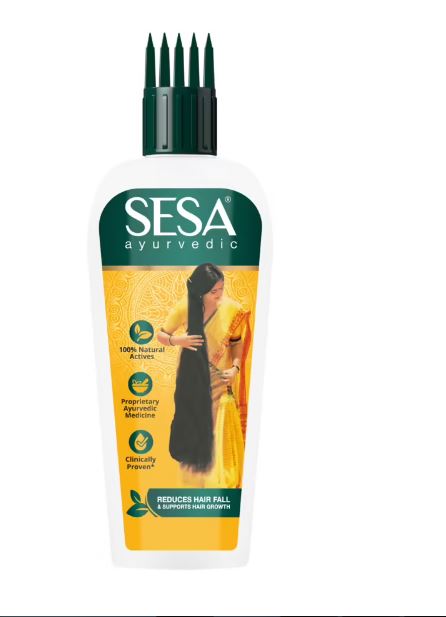 SESA®
ayurvedic
100% Natural
Actives
Proprietary
Ayurvedic
Medicine
Clinically
Proven*
REDUCES HAIR FALL
& SUPPORTS HAIR GROWTH